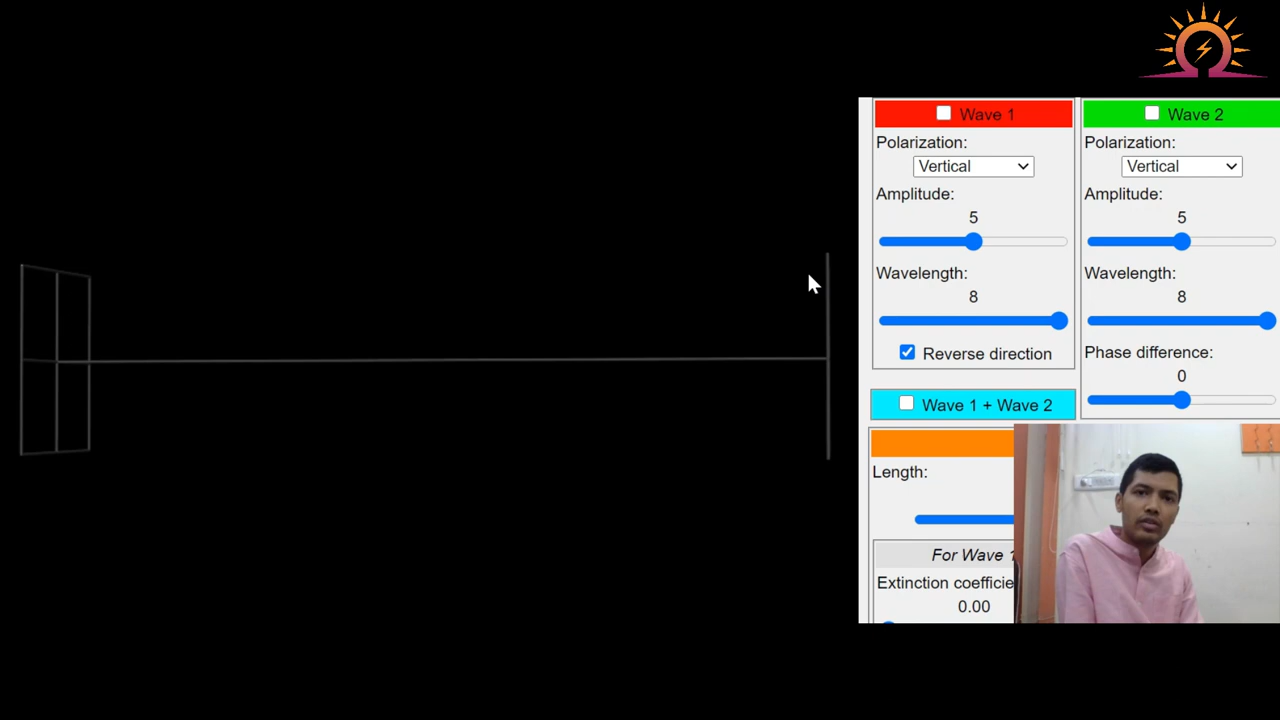 Wave 1
Polarization:
Vertical
Amplitude:
5
Wavelength:
8
Reverse direction
Wave 2
Polarization:
Vertical
Amplitude:
5
Wavelength:
8
Phase difference:
0
Wave 1 + Wave 2
Length:
For Wave 1
Extinction coefficie
0.00